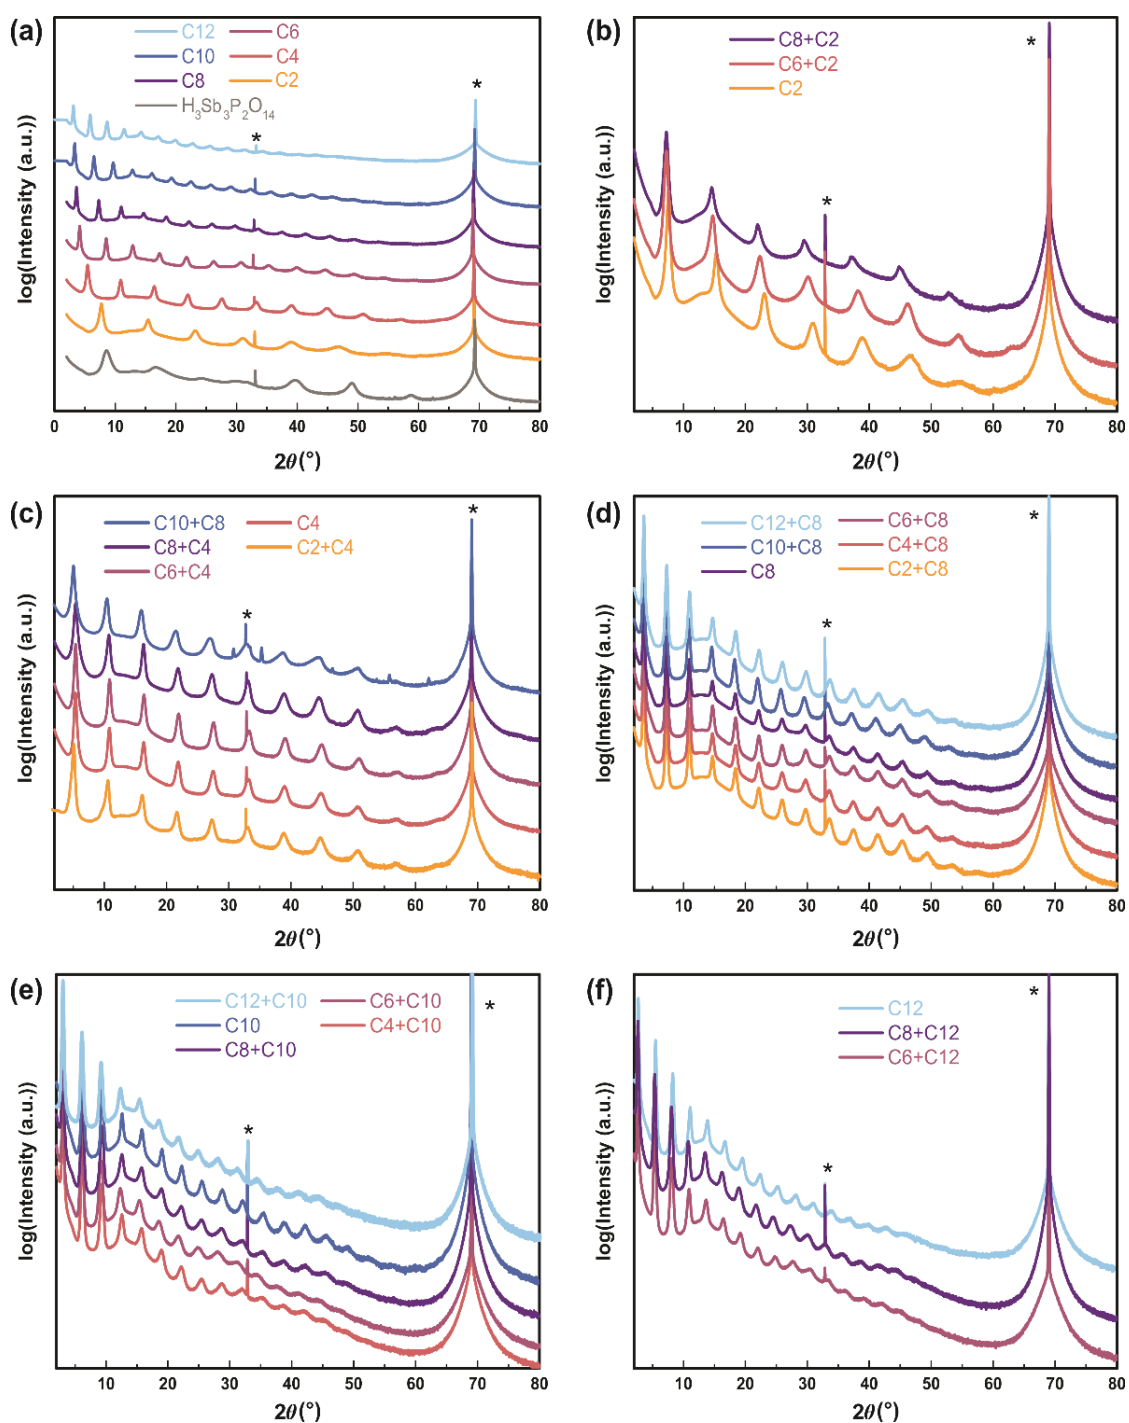 (a)
C12
C6
C10
C4
C8
C2
H₃Sb₃P₂O₁₄
*
*
log(Intensity (a.u.))
0 10 20 30 40 50 60 70 80
2θ (°)
(b)
C8+C2
C6+C2
C2
*
*
log(Intensity (a.u.))
10 20 30 40 50 60 70 80
2θ (°)
(c)
C10+C8
C4
C8+C4
C2+C4
C6+C4
*
*
log(Intensity (a.u.))
10 20 30 40 50 60 70 80
2θ (°)
(d)
C12+C8
C6+C8
C10+C8
C4+C8
C8
C2+C8
*
*
log(Intensity (a.u.))
10 20 30 40 50 60 70 80
2θ (°)
(e)
C12+C10
C6+C10
C10
C4+C10
C8+C10
*
*
log(Intensity (a.u.))
10 20 30 40 50 60 70 80
2θ (°)
(f)
C12
C8+C12
C6+C12
*
*
log(Intensity (a.u.))
10 20 30 40 50 60 70 80
2θ (°)